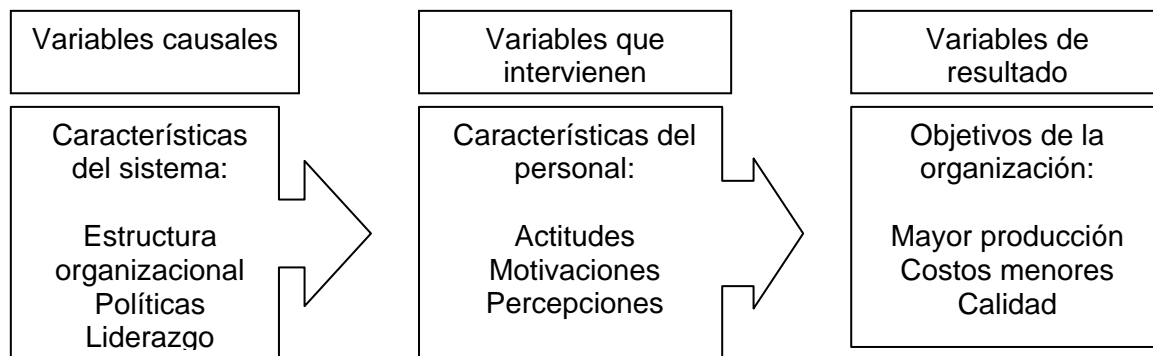 Variables causales
Variables que
intervienen
Variables de
resultado
Características
del sistema:
Estructura
organizacional
Políticas
Liderazgo
Características del
personal:
Actitudes
Motivaciones
Percepciones
Objetivos de la
organización:
Mayor producción
Costos menores
Calidad